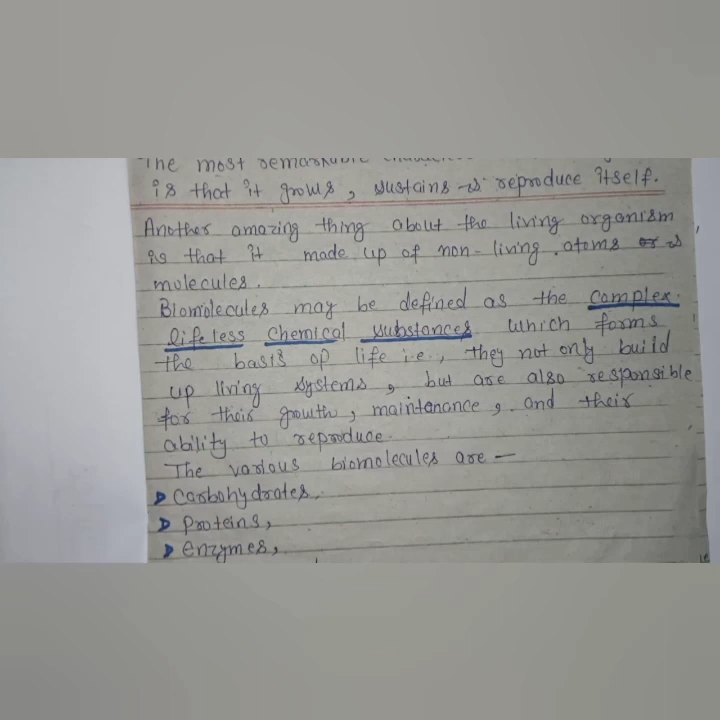 The most remarkable
is that it grows, sustains & reproduce itself.
Another amazing thing about the living organism
is that it made up of non-living atoms &
molecules.
Biomolecules may be defined as the complex
lifeless chemical substances which forms
the basis of life i.e, they not only build
up living systems, but are also responsible
for their growth, maintenance, and their
ability to reproduce.
The various biomolecules are —
Carbohydrates,
Proteins,
enzymes,